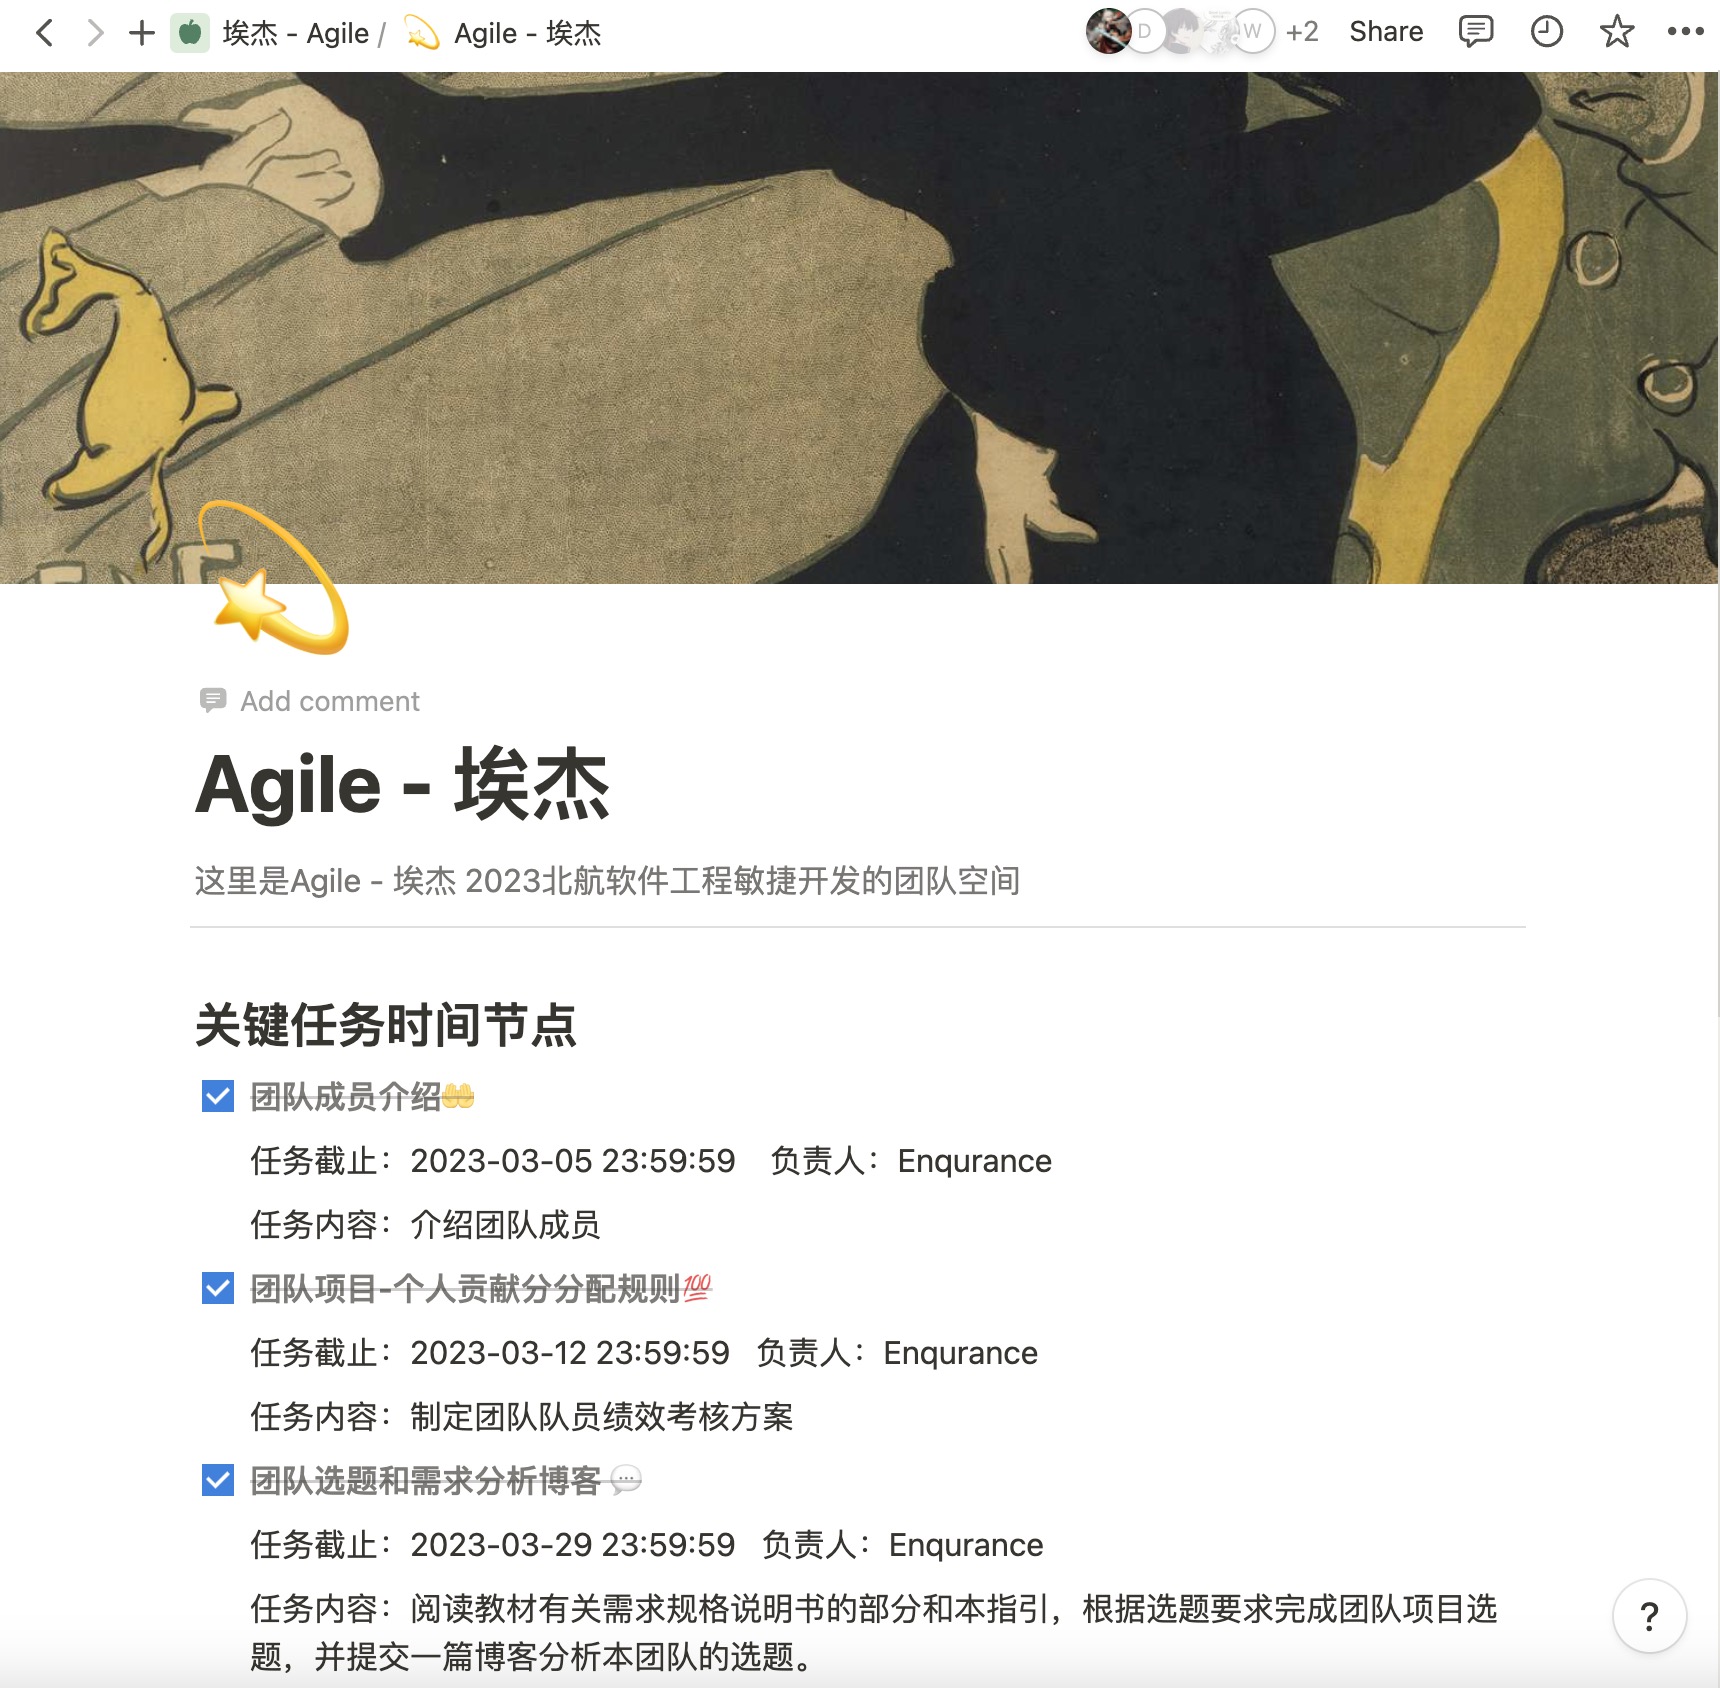 埃杰 - Agile / Agile - 埃杰
D W +2 Share
Add comment
Agile - 埃杰
这里是Agile - 埃杰 2023北航软件工程敏捷开发的团队空间
关键任务时间节点
团队成员介绍🤲
任务截止：2023-03-05 23:59:59 负责人：Enqurance
任务内容：介绍团队成员
团队项目-个人贡献分分配规则💯
任务截止：2023-03-12 23:59:59 负责人：Enqurance
任务内容：制定团队队员绩效考核方案
团队选题和需求分析博客💬
任务截止：2023-03-29 23:59:59 负责人：Enqurance
任务内容：阅读教材有关需求规格说明书的部分和本指引，根据选题要求完成团队项目选
题，并提交一篇博客分析本团队的选题。
?